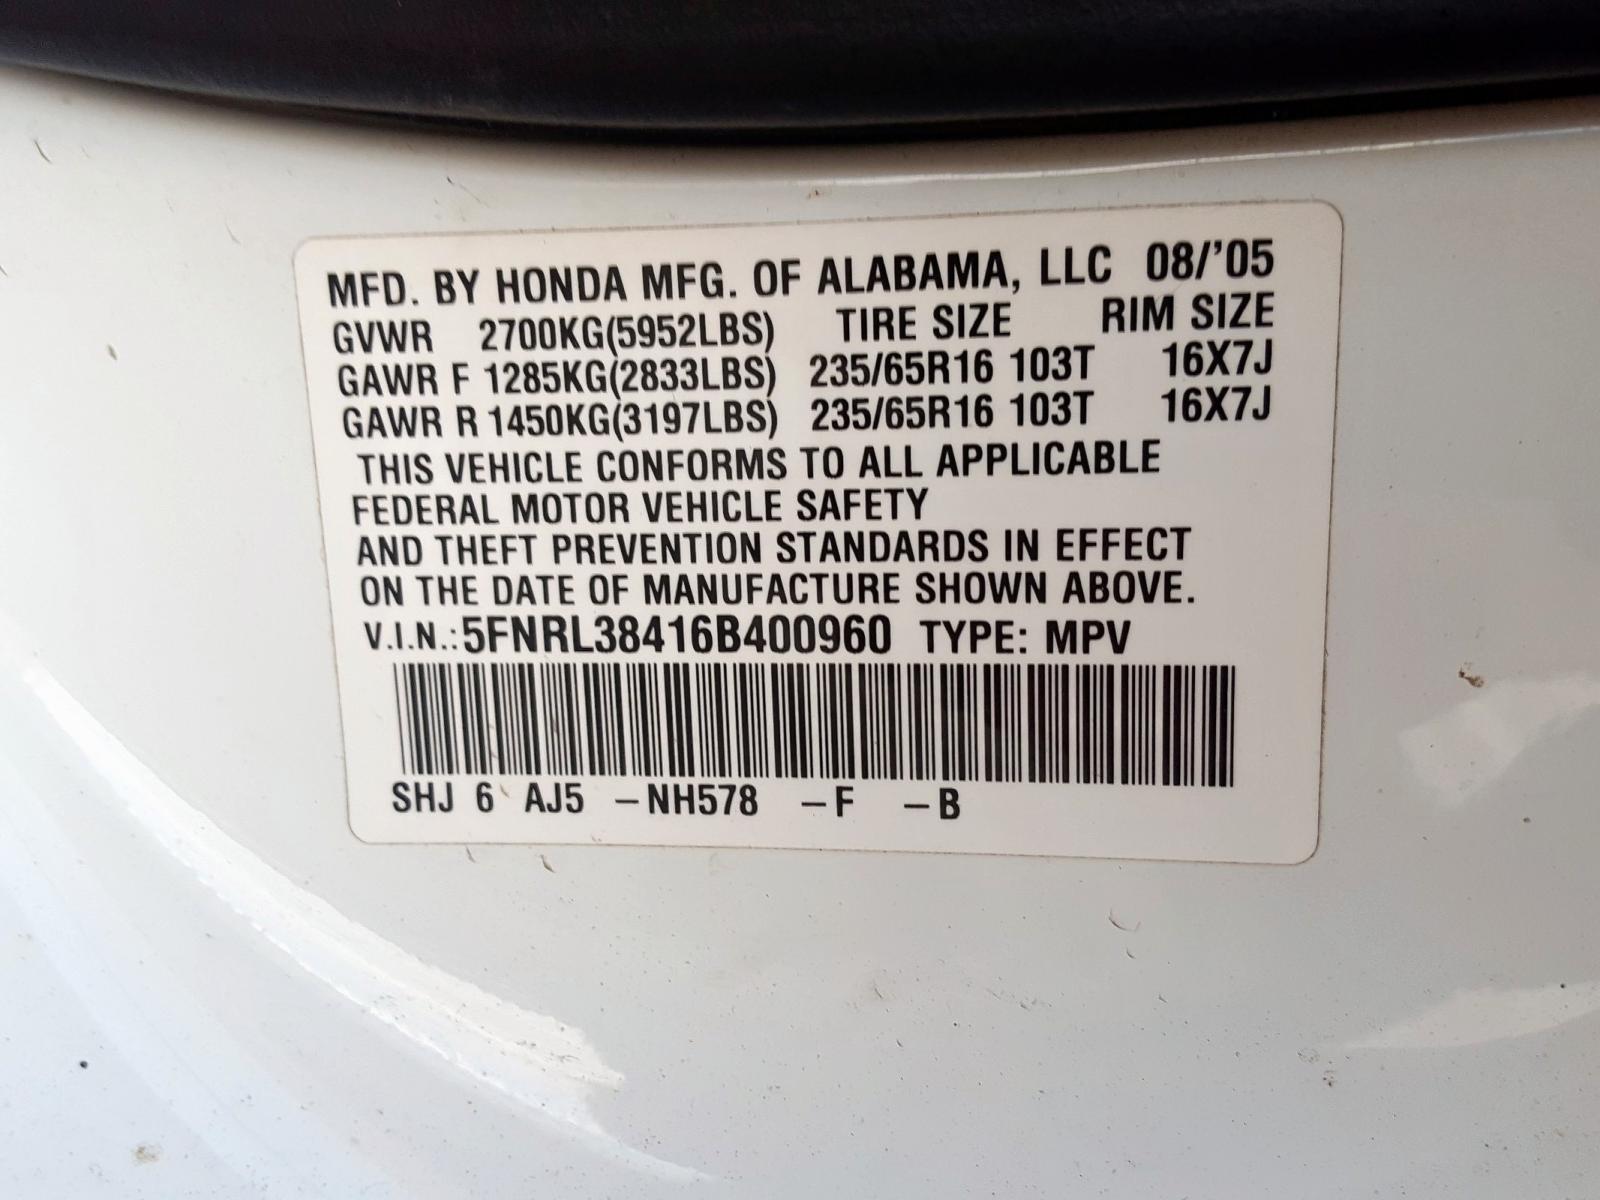 MFD. BY HONDA MFG. OF ALABAMA, LLC 08/'05
GVWR 2700KG(5952LBS) TIRE SIZE RIM SIZE
GAWR F 1285KG(2833LBS) 235/65R16 103T 16X7J
GAWR R 1450KG(3197LBS) 235/65R16 103T 16X7J
THIS VEHICLE CONFORMS TO ALL APPLICABLE
FEDERAL MOTOR VEHICLE SAFETY
AND THEFT PREVENTION STANDARDS IN EFFECT
ON THE DATE OF MANUFACTURE SHOWN ABOVE.
V.I.N.: 5FNRL38416B400960 TYPE: MPV
SHJ 6 AJ5 –NH578 –F –B